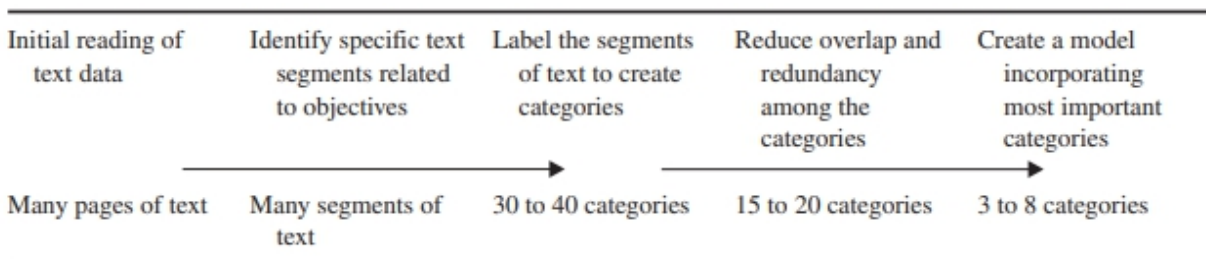 Initial reading of
text data
Identify specific text
segments related
to objectives
Label the segments
of text to create
categories
Reduce overlap and
redundancy
among the
categories
Create a model
incorporating
most important
categories
Many pages of text
Many segments of
text
30 to 40 categories
15 to 20 categories
3 to 8 categories